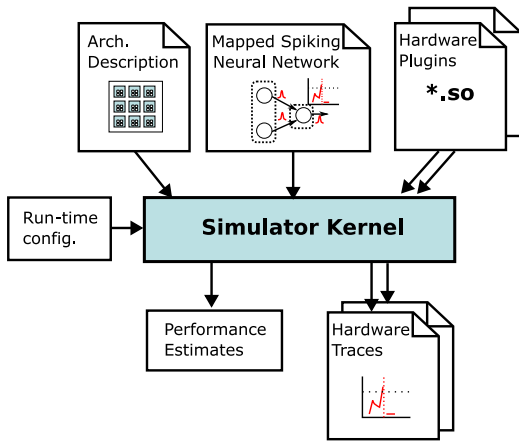 Arch.
Description
Mapped Spiking
Neural Network
Hardware
Plugins
*.so
Run-time
config.
Simulator Kernel
Performance
Estimates
Hardware
Traces